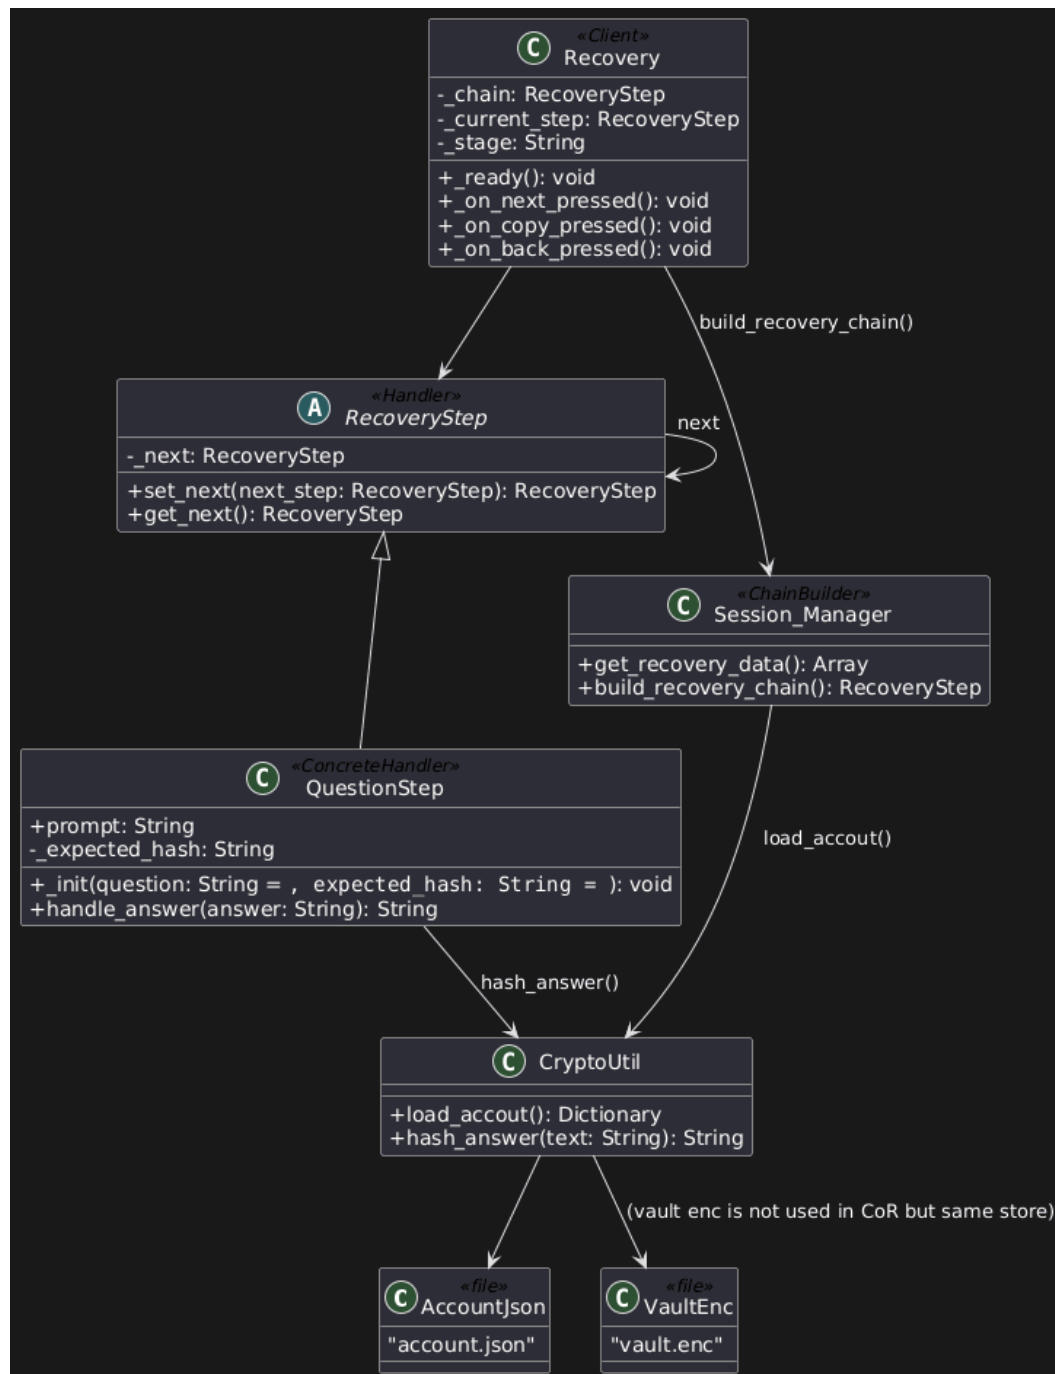 «Client»
C Recovery
-_chain: RecoveryStep
-_current_step: RecoveryStep
-_stage: String
+_ready(): void
+_on_next_pressed(): void
+_on_copy_pressed(): void
+_on_back_pressed(): void
build_recovery_chain()
«Handler»
A RecoveryStep
-_next: RecoveryStep
+set_next(next_step: RecoveryStep): RecoveryStep
+get_next(): RecoveryStep
next
«ChainBuilder»
C Session_Manager
+get_recovery_data(): Array
+build_recovery_chain(): RecoveryStep
«ConcreteHandler»
C QuestionStep
+prompt: String
-_expected_hash: String
+_init(question: String = , expected_hash: String = ): void
+handle_answer(answer: String): String
load_accout()
hash_answer()
C CryptoUtil
+load_accout(): Dictionary
+hash_answer(text: String): String
(vault enc is not used in CoR but same store)
«file»
C AccountJson
"account.json"
«file»
C VaultEnc
"vault.enc"